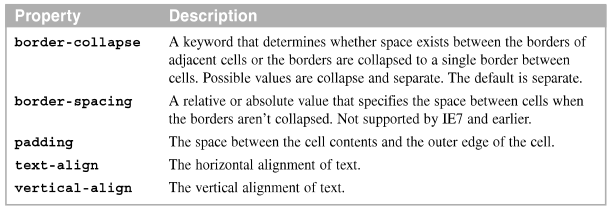 Property Description
border-collapse A keyword that determines whether space exists between the borders of
adjacent cells or the borders are collapsed to a single border between
cells. Possible values are collapse and separate. The default is separate.
border-spacing A relative or absolute value that specifies the space between cells when
the borders aren't collapsed. Not supported by IE7 and earlier.
padding The space between the cell contents and the outer edge of the cell.
text-align The horizontal alignment of text.
vertical-align The vertical alignment of text.